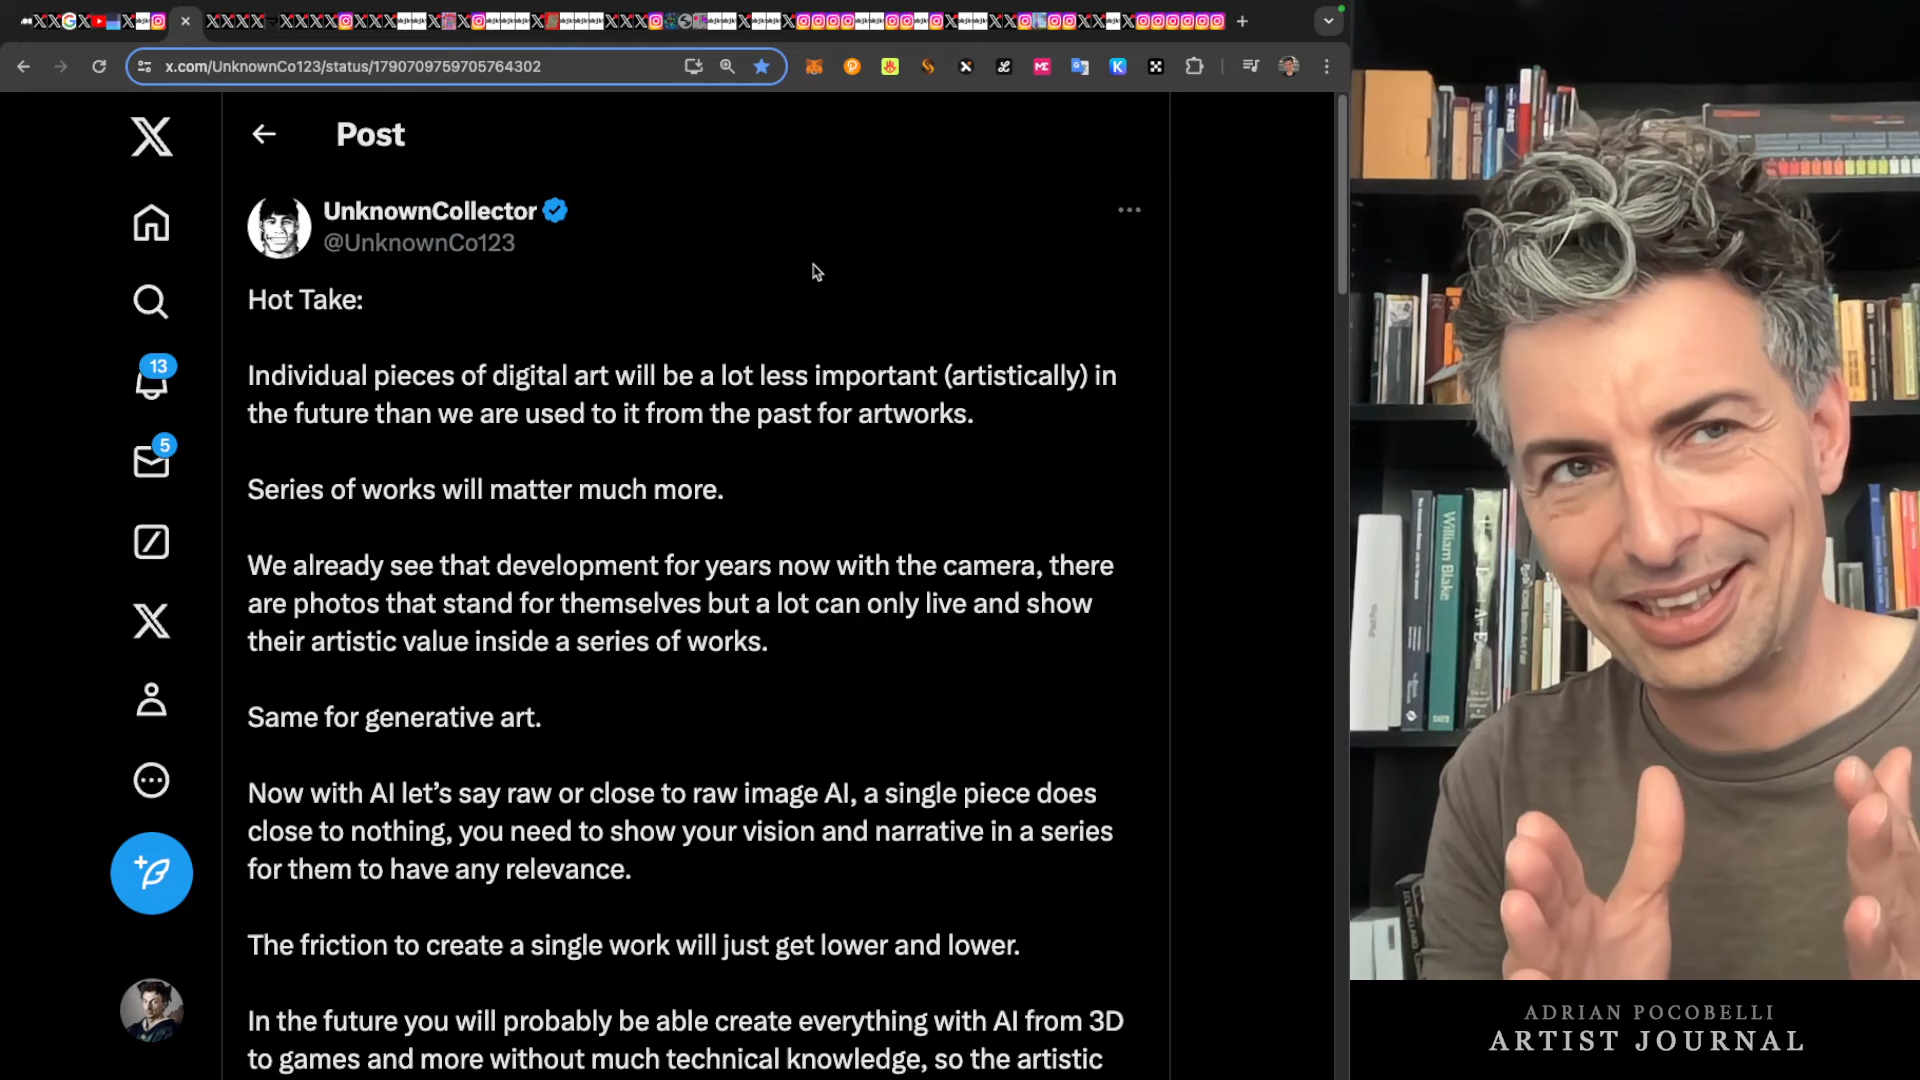 x.com/UnknownCo123/status/1790709759705764302
Post
UnknownCollector
@UnknownCo123
13
5
Hot Take:
Individual pieces of digital art will be a lot less important (artistically) in
the future than we are used to it from the past for artworks.
Series of works will matter much more.
We already see that development for years now with the camera, there
are photos that stand for themselves but a lot can only live and show
their artistic value inside a series of works.
Same for generative art.
Now with AI let’s say raw or close to raw image AI, a single piece does
close to nothing, you need to show your vision and narrative in a series
for them to have any relevance.
The friction to create a single work will just get lower and lower.
In the future you will probably be able create everything with AI from 3D
to games and more without much technical knowledge, so the artistic
William Blake
ADRIAN POCOBELLI
ARTIST JOURNAL